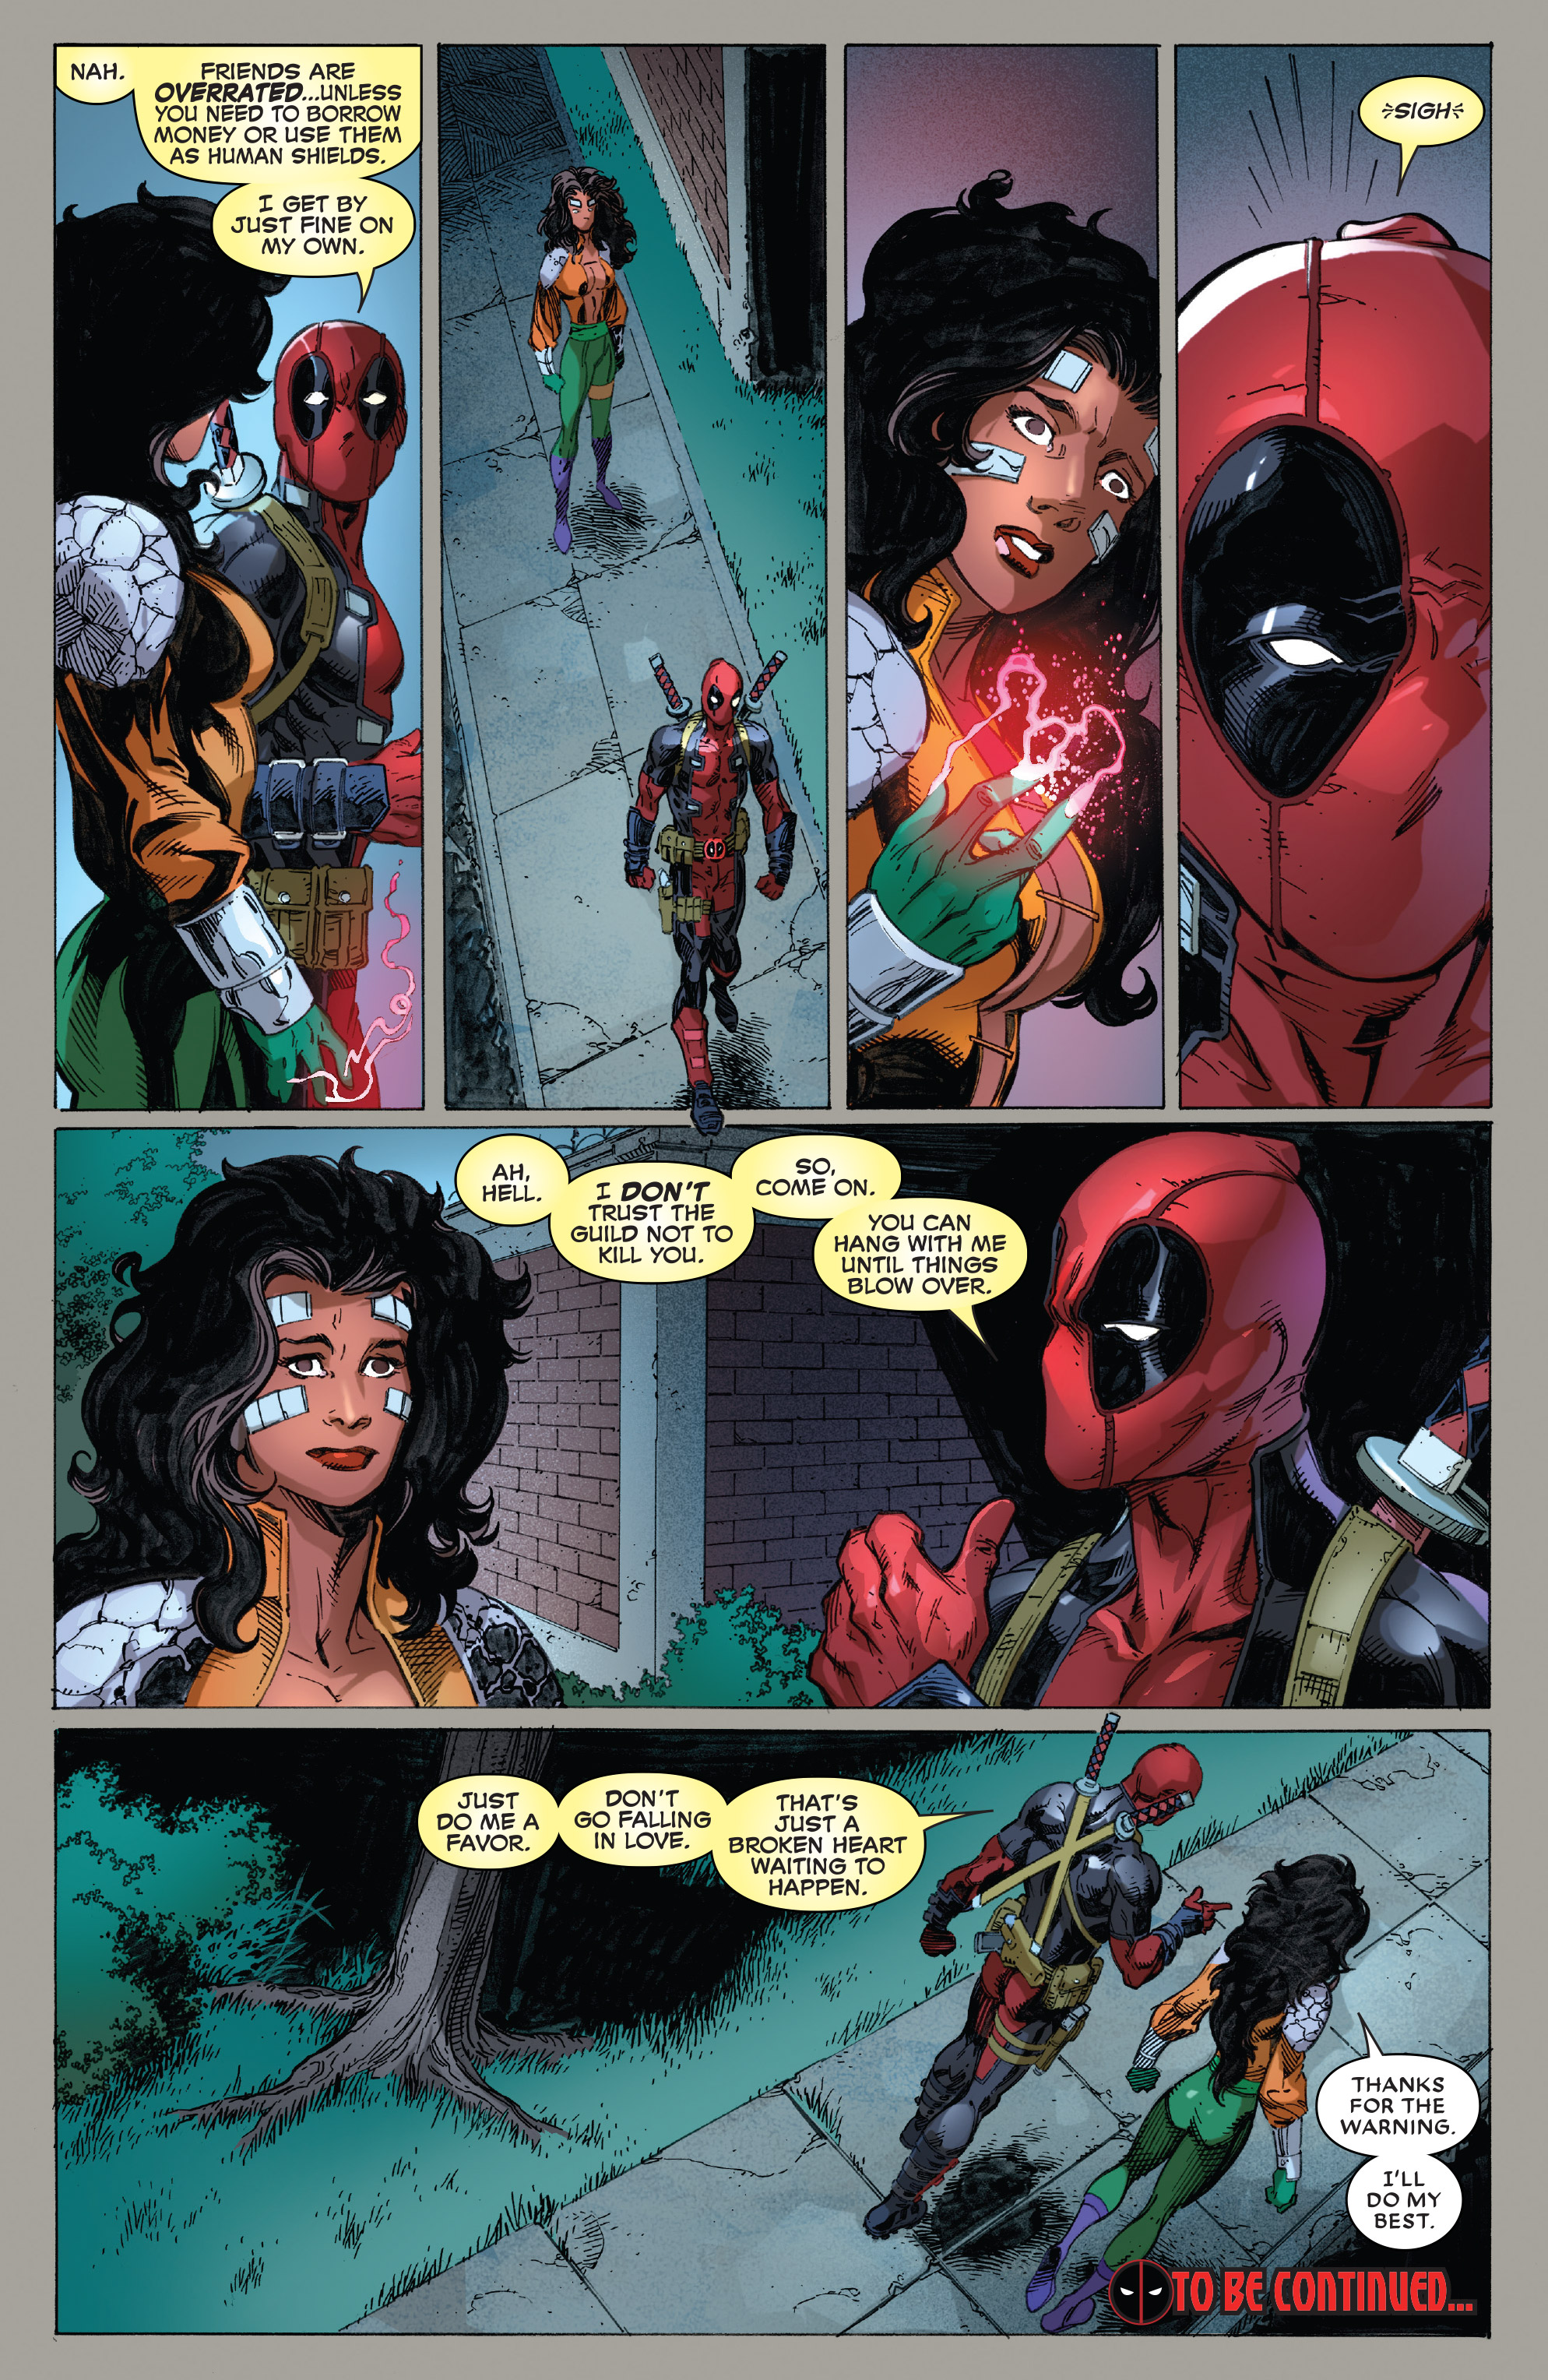 NAH.
FRIENDS ARE
OVERRATED...UNLESS
YOU NEED TO BORROW
MONEY OR USE THEM
AS HUMAN SHIELDS.
I GET BY
JUST FINE ON
MY OWN.
SIGH
AH,
HELL.
I DON'T
TRUST THE
GUILD NOT TO
KILL YOU.
SO,
COME ON.
YOU CAN
HANG WITH ME
UNTIL THINGS
BLOW OVER.
JUST
DO ME A
FAVOR.
DON'T
GO FALLING
IN LOVE.
THAT'S
JUST A
BROKEN HEART
WAITING TO
HAPPEN.
THANKS
FOR THE
WARNING.
I'LL
DO MY
BEST.
TO BE CONTINUED...